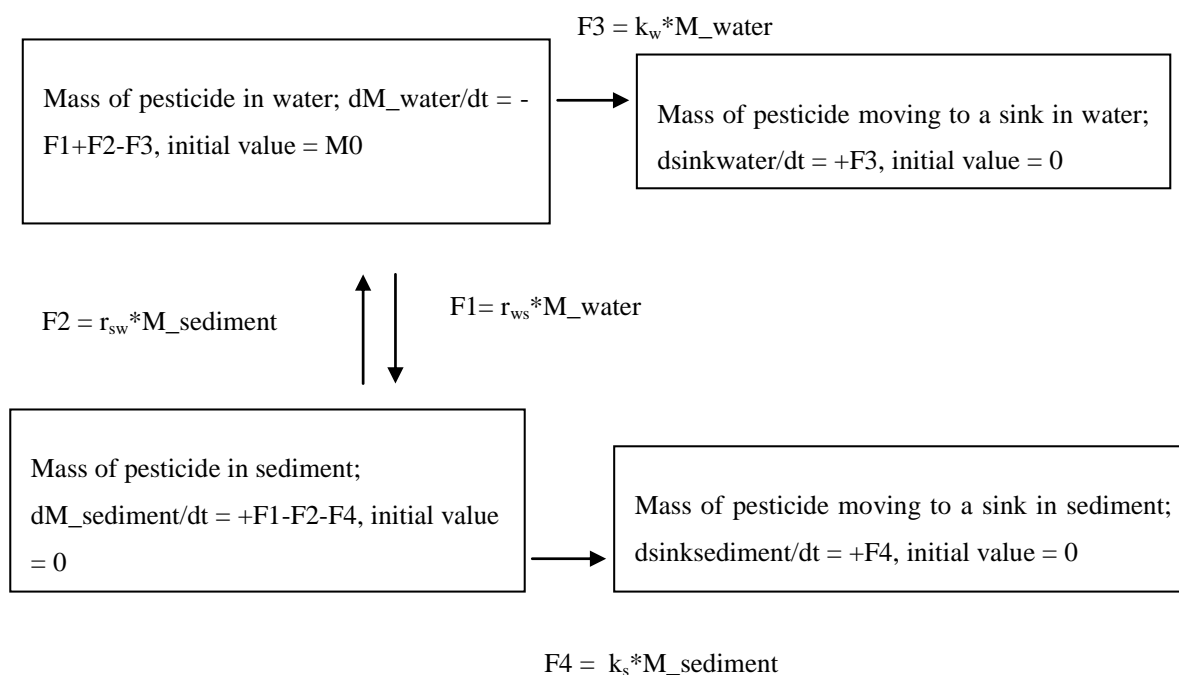 F3 = kw*M_water
Mass of pesticide in water; dM_water/dt = -
F1+F2-F3, initial value = M0
Mass of pesticide moving to a sink in water;
dsinkwater/dt = +F3, initial value = 0
F2 = rsw*M_sediment
F1= rws*M_water
Mass of pesticide in sediment;
dM_sediment/dt = +F1-F2-F4, initial value
= 0
Mass of pesticide moving to a sink in sediment;
dsinksediment/dt = +F4, initial value = 0
F4 = ks*M_sediment